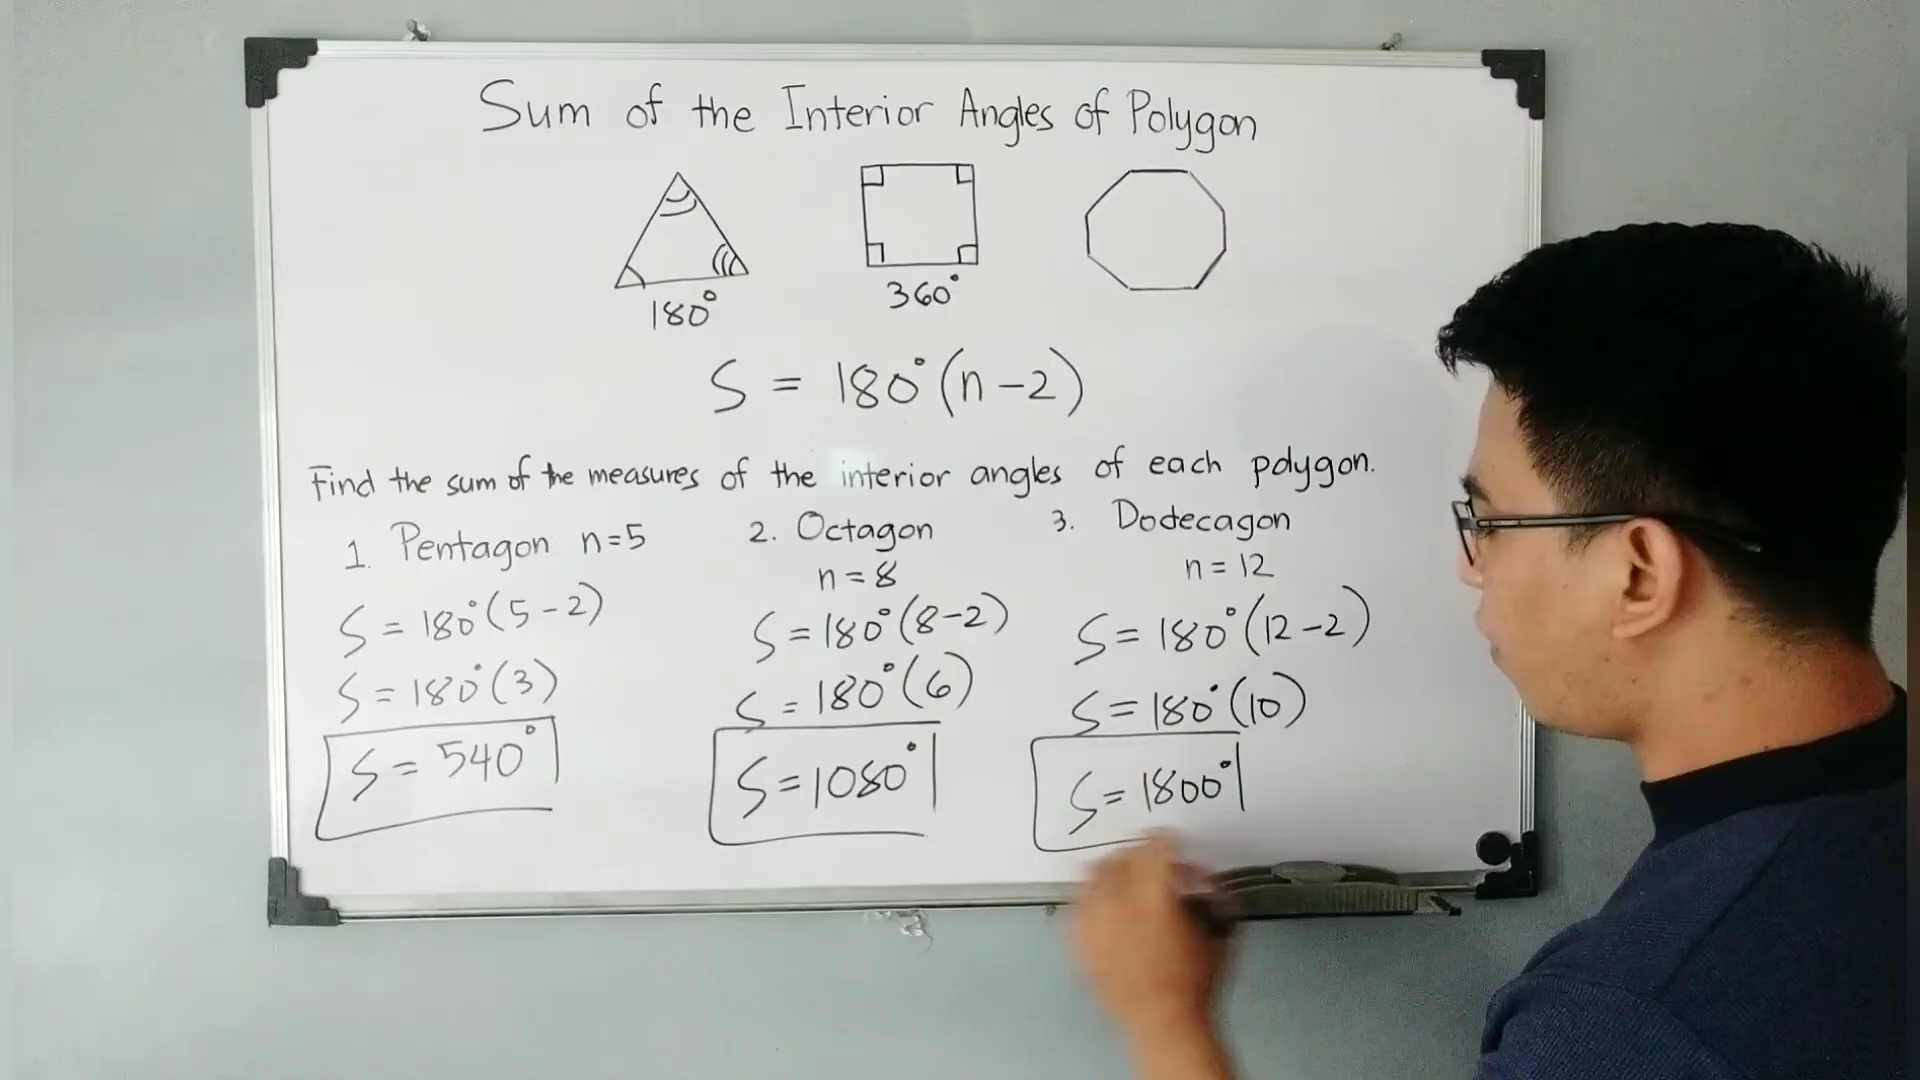 Sum of the Interior Angles of Polygon
180°
360°
S = 180°(n-2)
Find the sum of the measures of the interior angles of each polygon.
1. Pentagon n=5
S = 180°(5-2)
S = 180°(3)
S = 540°
2. Octagon
n = 8
S = 180°(8-2)
S = 180°(6)
S = 1080°
3. Dodecagon
n = 12
S = 180°(12-2)
S = 180°(10)
S = 1800°